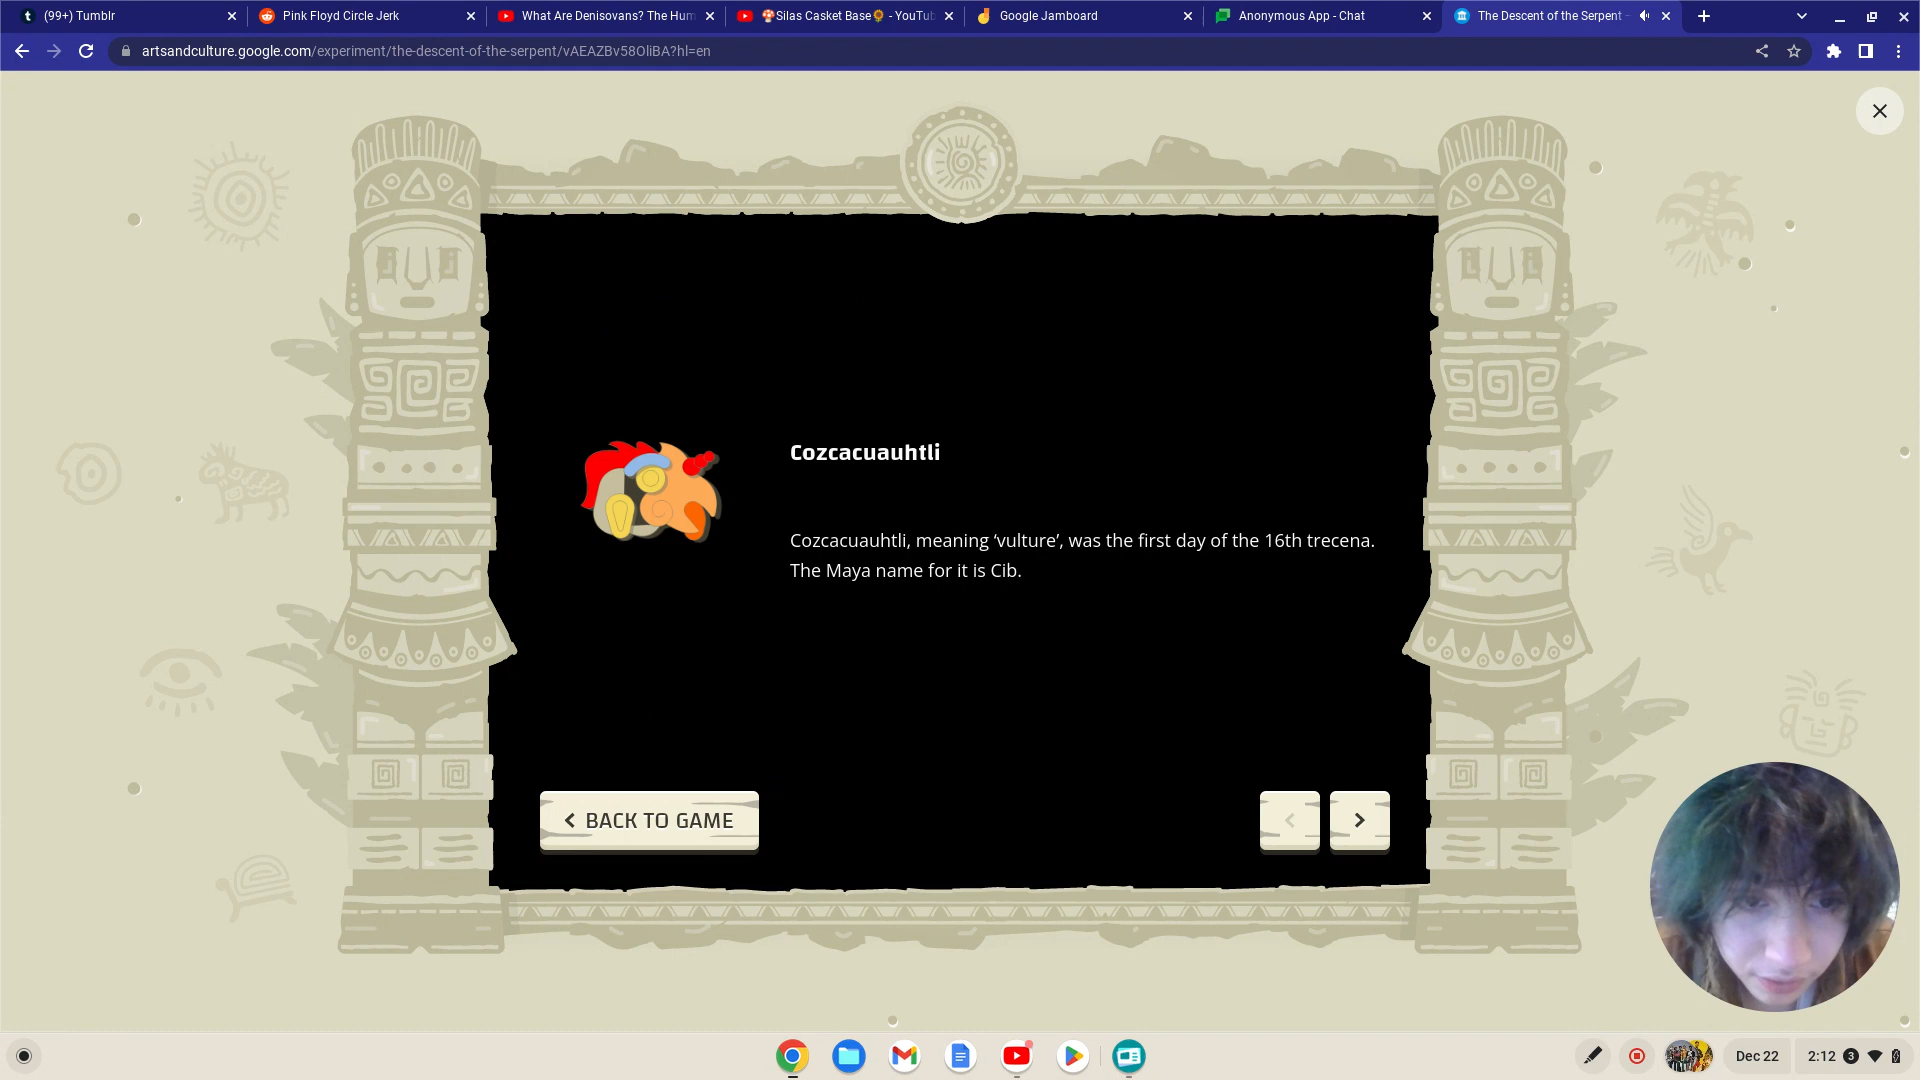 (99+) Tumblr
Pink Floyd Circle Jerk
What Are Denisovans? The Hum
🍄Silas Casket Base🌻 - YouTub
Google Jamboard
Anonymous App - Chat
The Descent of the Serpent -
artsandculture.google.com/experiment/the-descent-of-the-serpent/vAEAZBv58OliBA?hl=en
Cozcacuauhtli
Cozcacuauhtli, meaning ‘vulture’, was the first day of the 16th trecena.
The Maya name for it is Cib.
BACK TO GAME
Dec 22
2:12
3